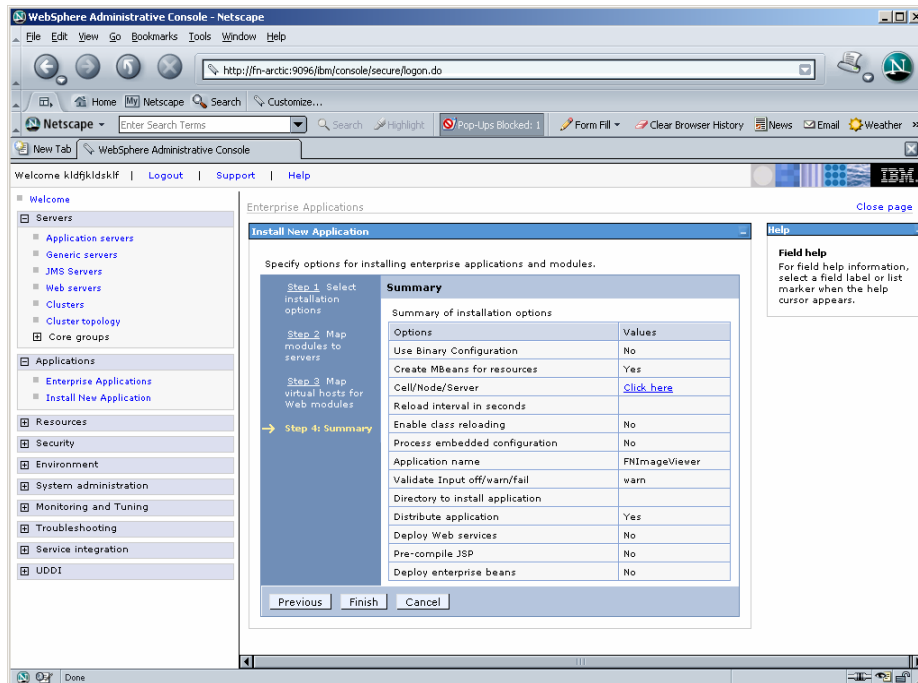 WebSphere Administrative Console - Netscape
File Edit View Go Bookmarks Tools Window Help
http://fn-arctic:9096/ibm/console/secure/logon.do
Home My Netscape Search Customize...
Netscape Enter Search Terms Search Highlight Pop-Ups Blocked: 1 Form Fill Clear Browser History News Email Weather
New Tab WebSphere Administrative Console
Welcome kldfjkldsklf | Logout | Support | Help
IBM.
Welcome
Servers
Application servers
Generic servers
JMS Servers
Web servers
Clusters
Cluster topology
Core groups
Applications
Enterprise Applications
Install New Application
Resources
Security
Environment
System administration
Monitoring and Tuning
Troubleshooting
Service integration
UDDI
Enterprise Applications
Close page
Install New Application
Specify options for installing enterprise applications and modules.
Step 1 Select
installation
options
Step 2 Map
modules to
servers
Step 3 Map
virtual hosts for
Web modules
Step 4: Summary
Summary
Summary of installation options
Options Values
Use Binary Configuration No
Create MBeans for resources Yes
Cell/Node/Server Click here
Reload interval in seconds
Enable class reloading No
Process embedded configuration No
Application name FNImageViewer
Validate Input off/warn/fail warn
Directory to install application
Distribute application Yes
Deploy Web services No
Pre-compile JSP No
Deploy enterprise beans No
Previous Finish Cancel
Help
Field help
For field help information,
select a field label or list
marker when the help
cursor appears.
Done